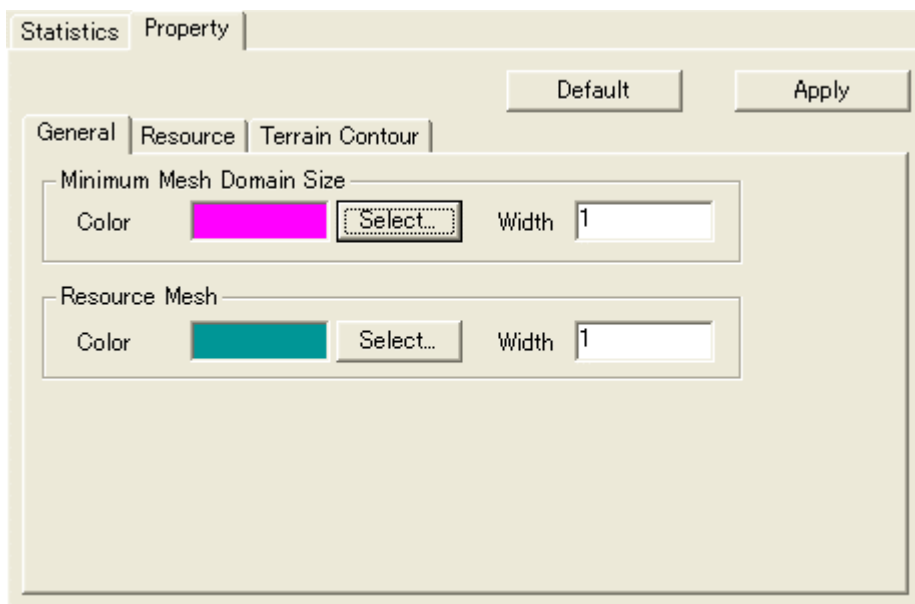 Statistics Property
Default Apply
General Resource Terrain Contour
Minimum Mesh Domain Size
Color Select... Width 1
Resource Mesh
Color Select... Width 1